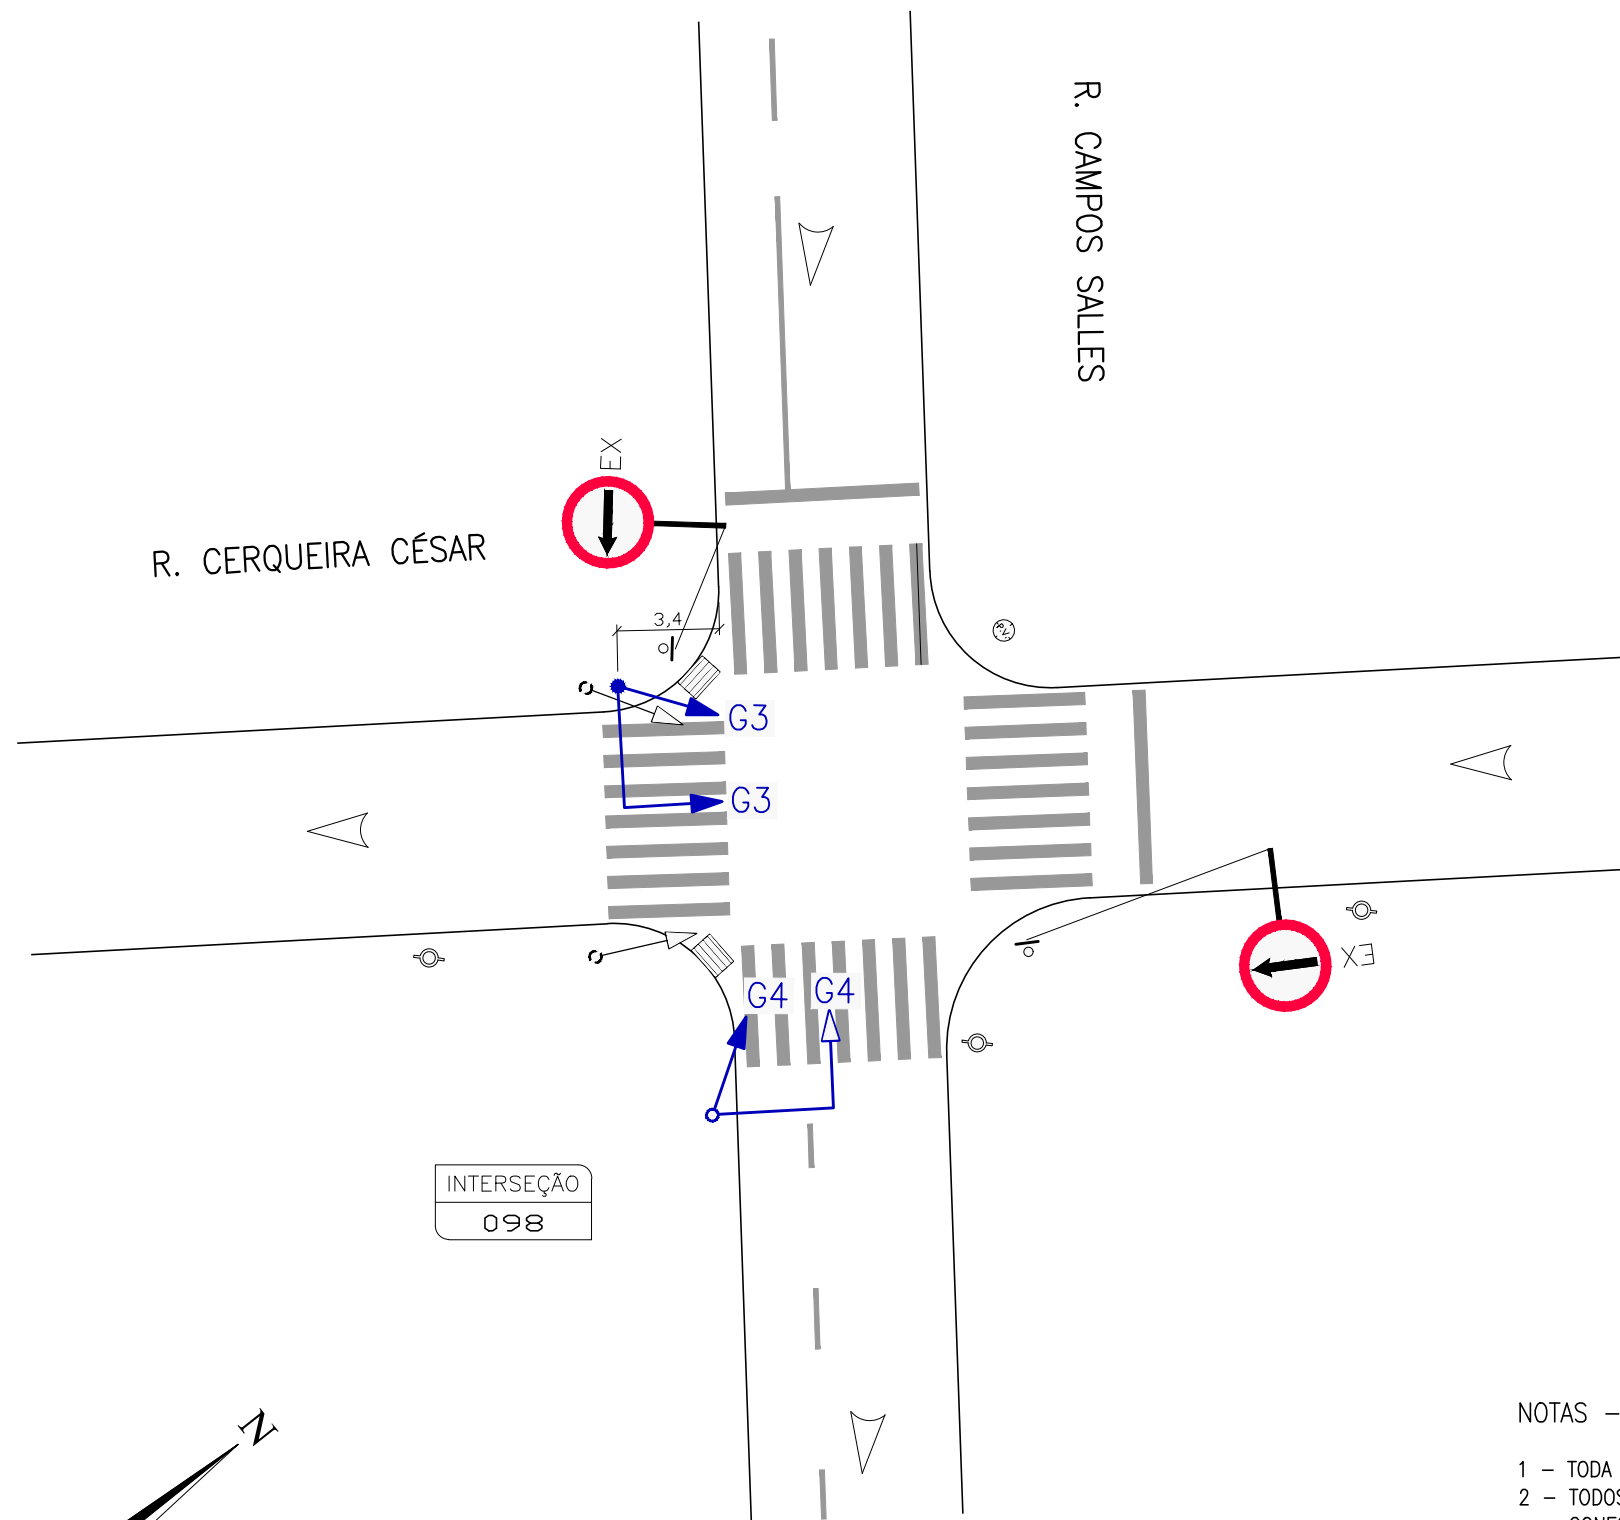 R. CAMPOS SALLES
EX
R. CERQUEIRA CÉSAR
3,4
P.V.
G3
G3
EX
G4
G4
INTERSEÇÃO
098
N
NOTAS –
1 – TODA
2 – TODOS